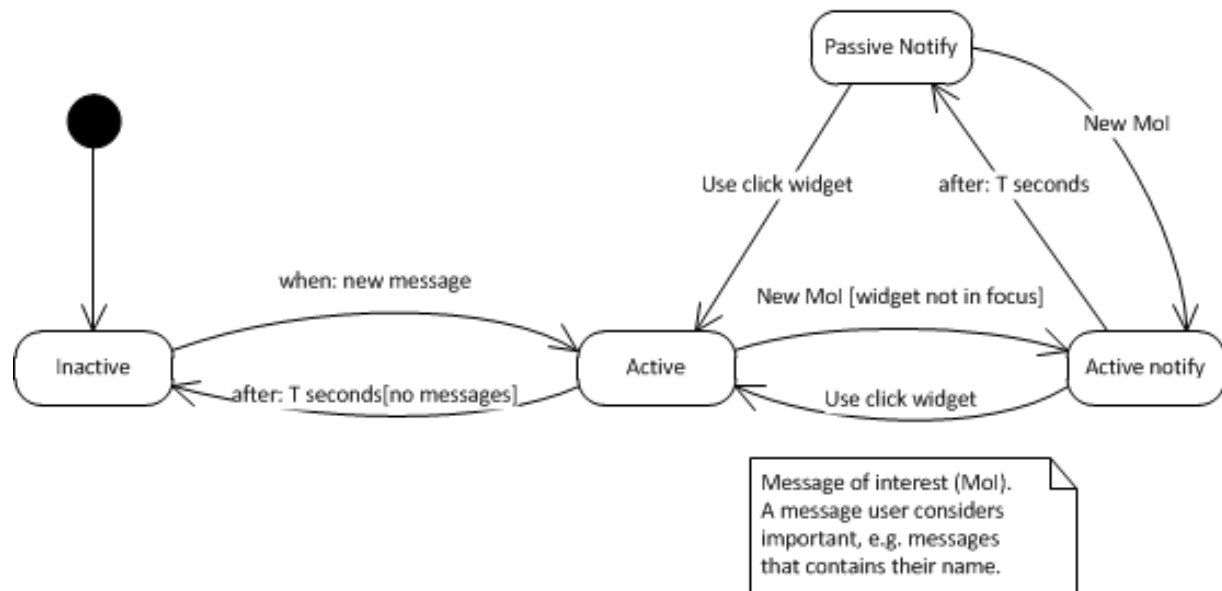 Passive Notify
New MoI
Use click widget
after: T seconds
when: new message
New MoI [widget not in focus]
Inactive
Active
Active notify
after: T seconds[no messages]
Use click widget
Message of interest (MoI).
A message user considers
important, e.g. messages
that contains their name.